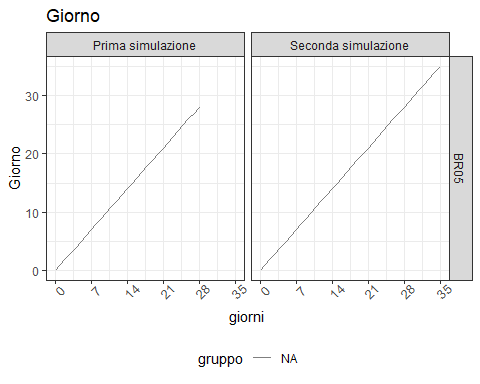 Giorno
Prima simulazione
Seconda simulazione
Giorno
30
20
10
0
BR05
0 7 14 21 28 35
0 7 14 21 28 35
giorni
gruppo NA